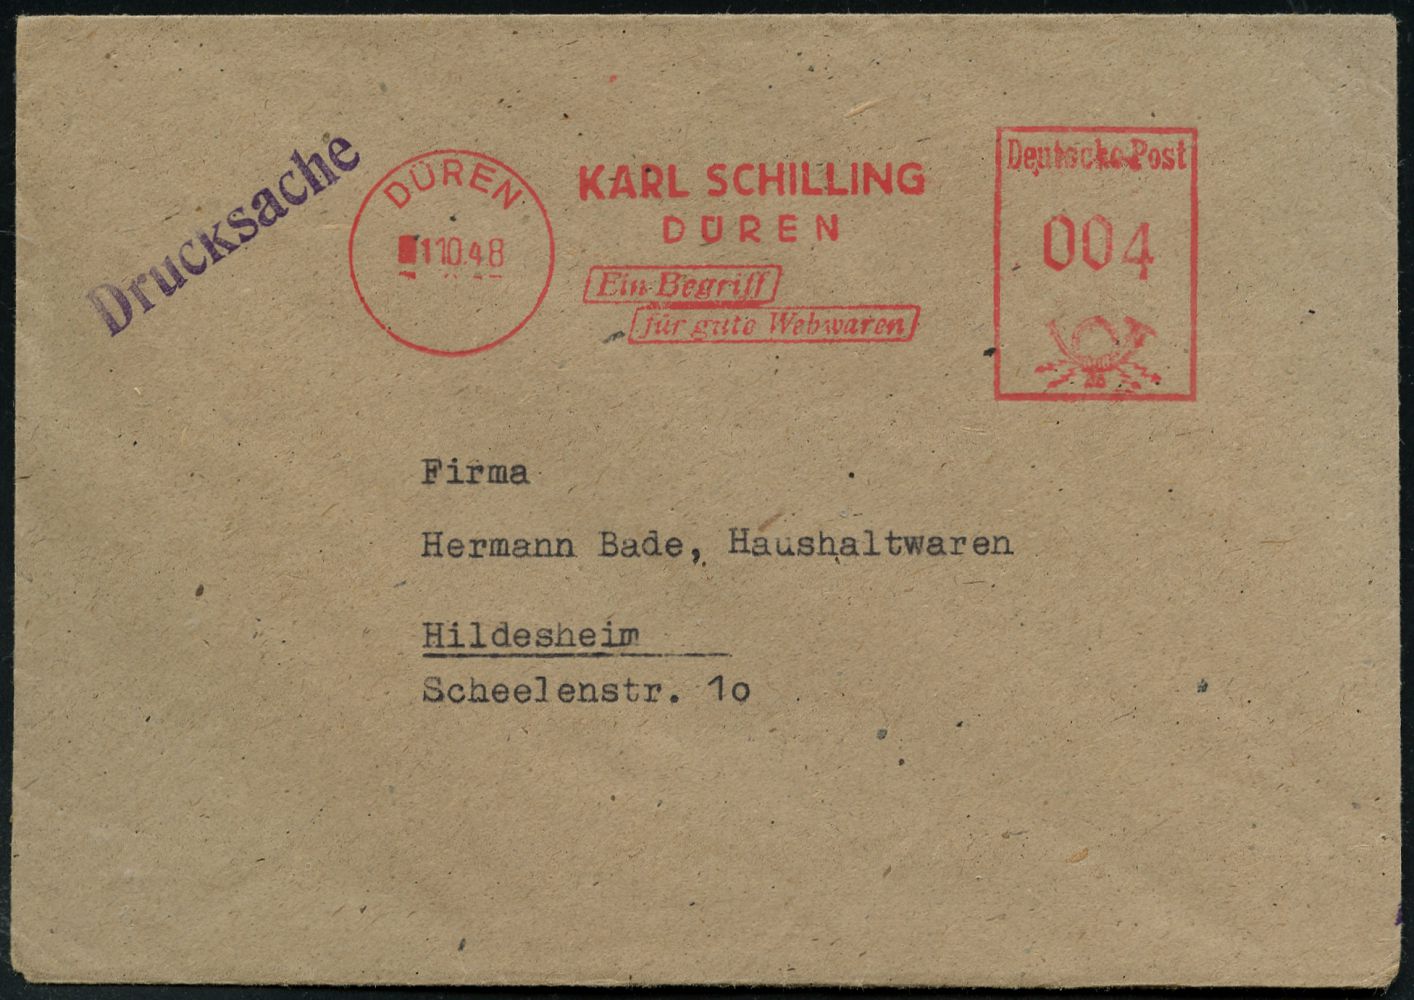 Drucksache
DÜREN
1.10.48
KARL SCHILLING
DÜREN
Ein Begriff
für gute Webwaren
Deutsche Post
004
Firma
Hermann Bade, Haushaltwaren
Hildesheim
Scheelenstr. 1o